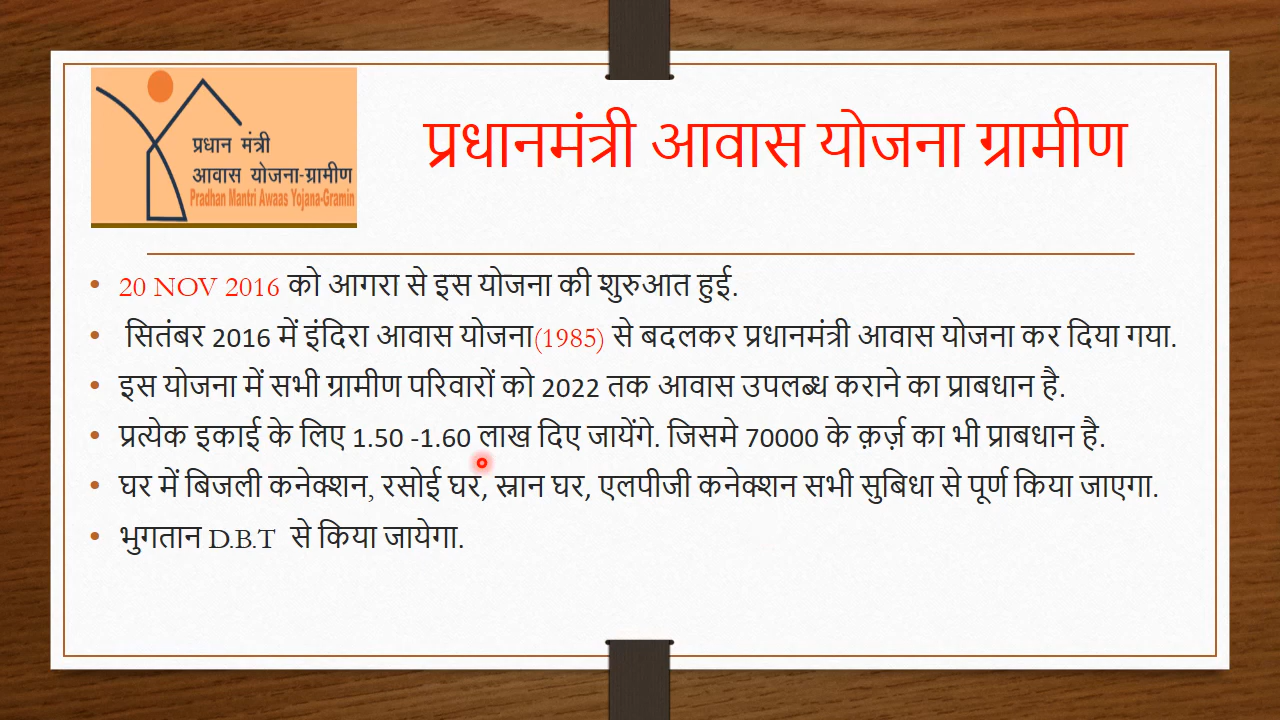 प्रधान मंत्री
आवास योजना-ग्रामीण
Pradhan Mantri Awaas Yojana-Gramin
प्रधानमंत्री आवास योजना ग्रामीण
• 20 NOV 2016 को आगरा से इस योजना की शुरुआत हुई.
• सितंबर 2016 में इंदिरा आवास योजना(1985) से बदलकर प्रधानमंत्री आवास योजना कर दिया गया.
• इस योजना में सभी ग्रामीण परिवारों को 2022 तक आवास उपलब्ध कराने का प्राबधान है.
• प्रत्येक इकाई के लिए 1.50 -1.60 लाख दिए जायेंगे. जिसमे 70000 के क़र्ज़ का भी प्राबधान है.
• घर में बिजली कनेक्शन, रसोई घर, स्नान घर, एलपीजी कनेक्शन सभी सुबिधा से पूर्ण किया जाएगा.
• भुगतान D.B.T से किया जायेगा.